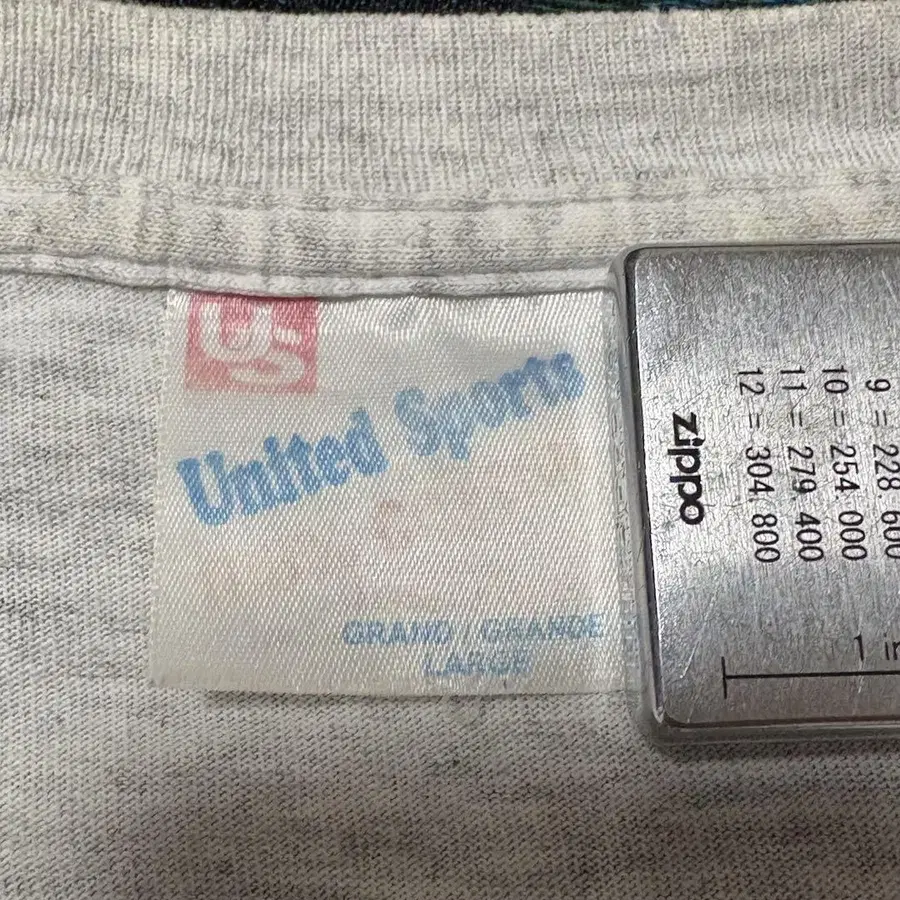 U.S
United Sports
GRAND / GRANDE
LARGE
zippo
9 = 228.600
10 = 254.000
11 = 279.400
12 = 304.800
1 in